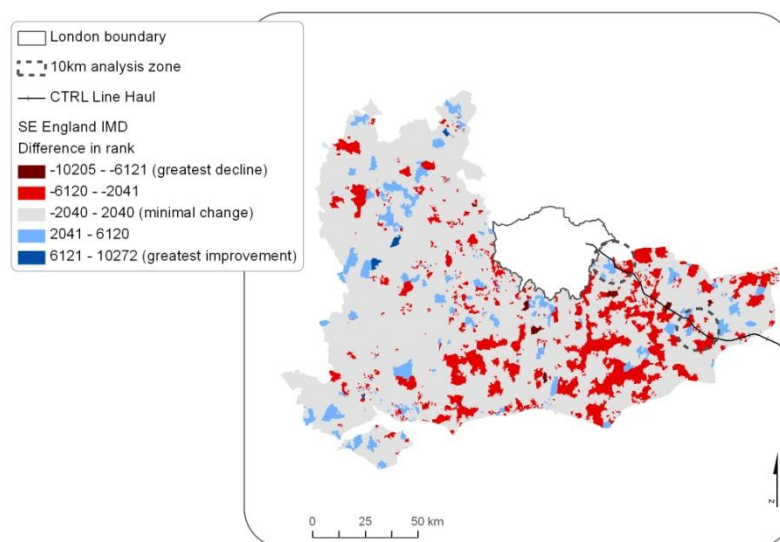 London boundary
10km analysis zone
CTRL Line Haul
SE England IMD
Difference in rank
-10205 - -6121 (greatest decline)
-6120 - -2041
-2040 - 2040 (minimal change)
2041 - 6120
6121 - 10272 (greatest improvement)
0 25 50 km
N